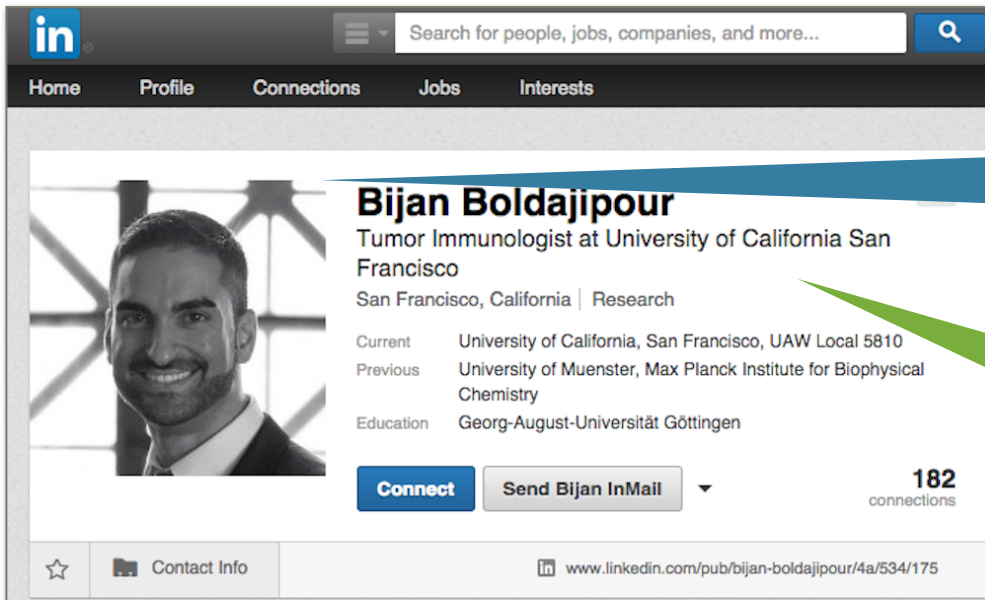 in®
Search for people, jobs, companies, and more...
Home Profile Connections Jobs Interests
Bijan Boldajipour
Tumor Immunologist at University of California San
Francisco
San Francisco, California | Research
Current University of California, San Francisco, UAW Local 5810
Previous University of Muenster, Max Planck Institute for Biophysical
Chemistry
Education Georg-August-Universität Göttingen
Connect Send Bijan InMail 182
connections
Contact Info in www.linkedin.com/pub/bijan-boldajipour/4a/534/175